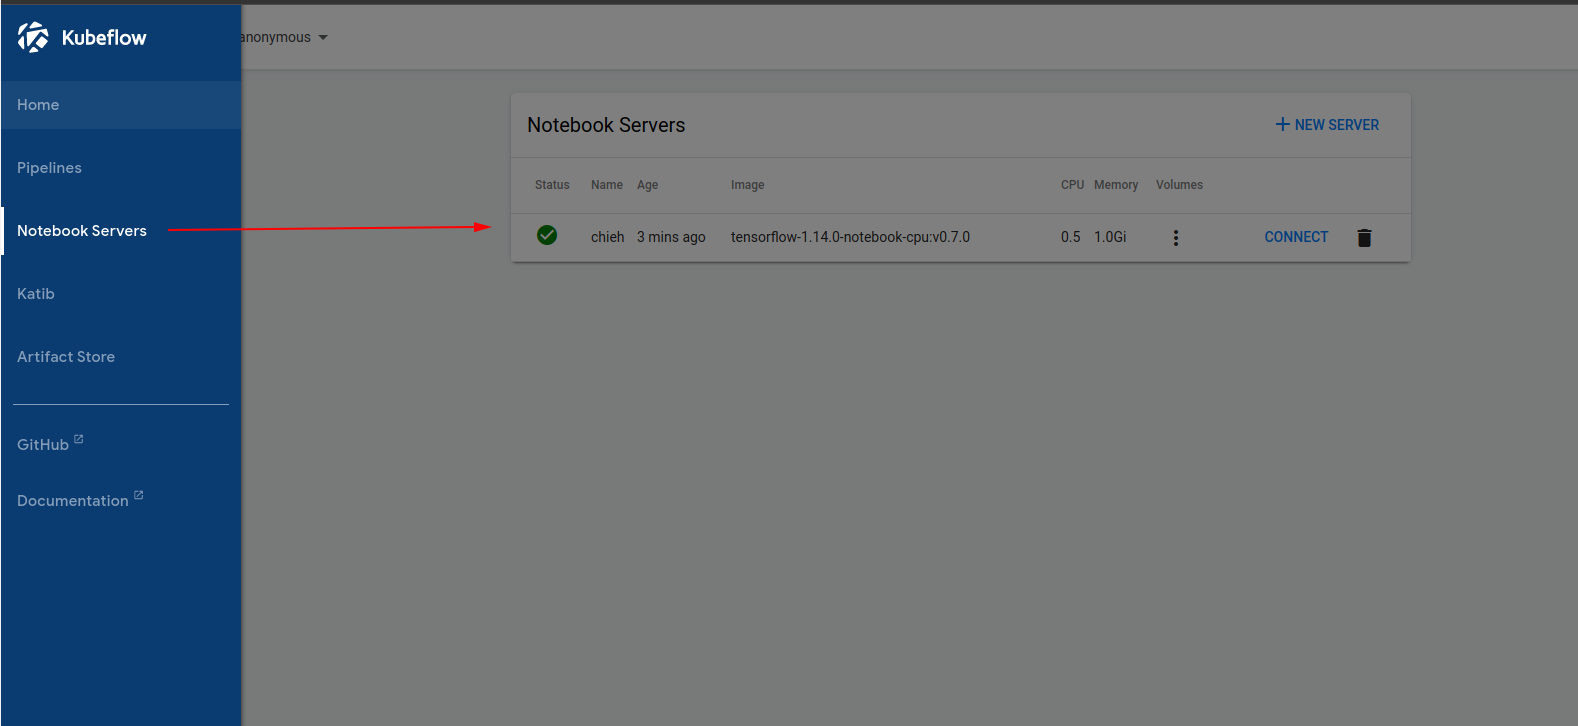 Kubeflow
anonymous
Home
Pipelines
Notebook Servers
Katib
Artifact Store
GitHub
Documentation
Notebook Servers
+ NEW SERVER
Status Name Age Image CPU Memory Volumes
chieh 3 mins ago tensorflow-1.14.0-notebook-cpu:v0.7.0 0.5 1.0Gi CONNECT